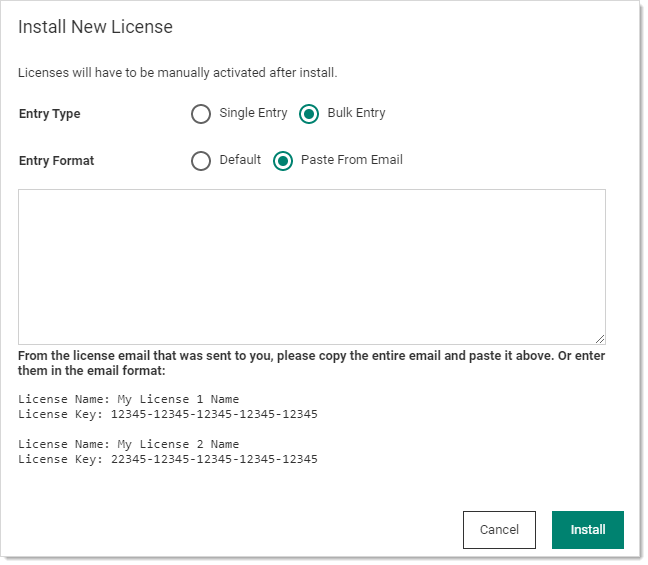 Install New License
Licenses will have to be manually activated after install.
Entry Type Single Entry Bulk Entry
Entry Format Default Paste From Email
From the license email that was sent to you, please copy the entire email and paste it above. Or enter
them in the email format:
License Name: My License 1 Name
License Key: 12345-12345-12345-12345-12345
License Name: My License 2 Name
License Key: 22345-12345-12345-12345-12345
Cancel Install